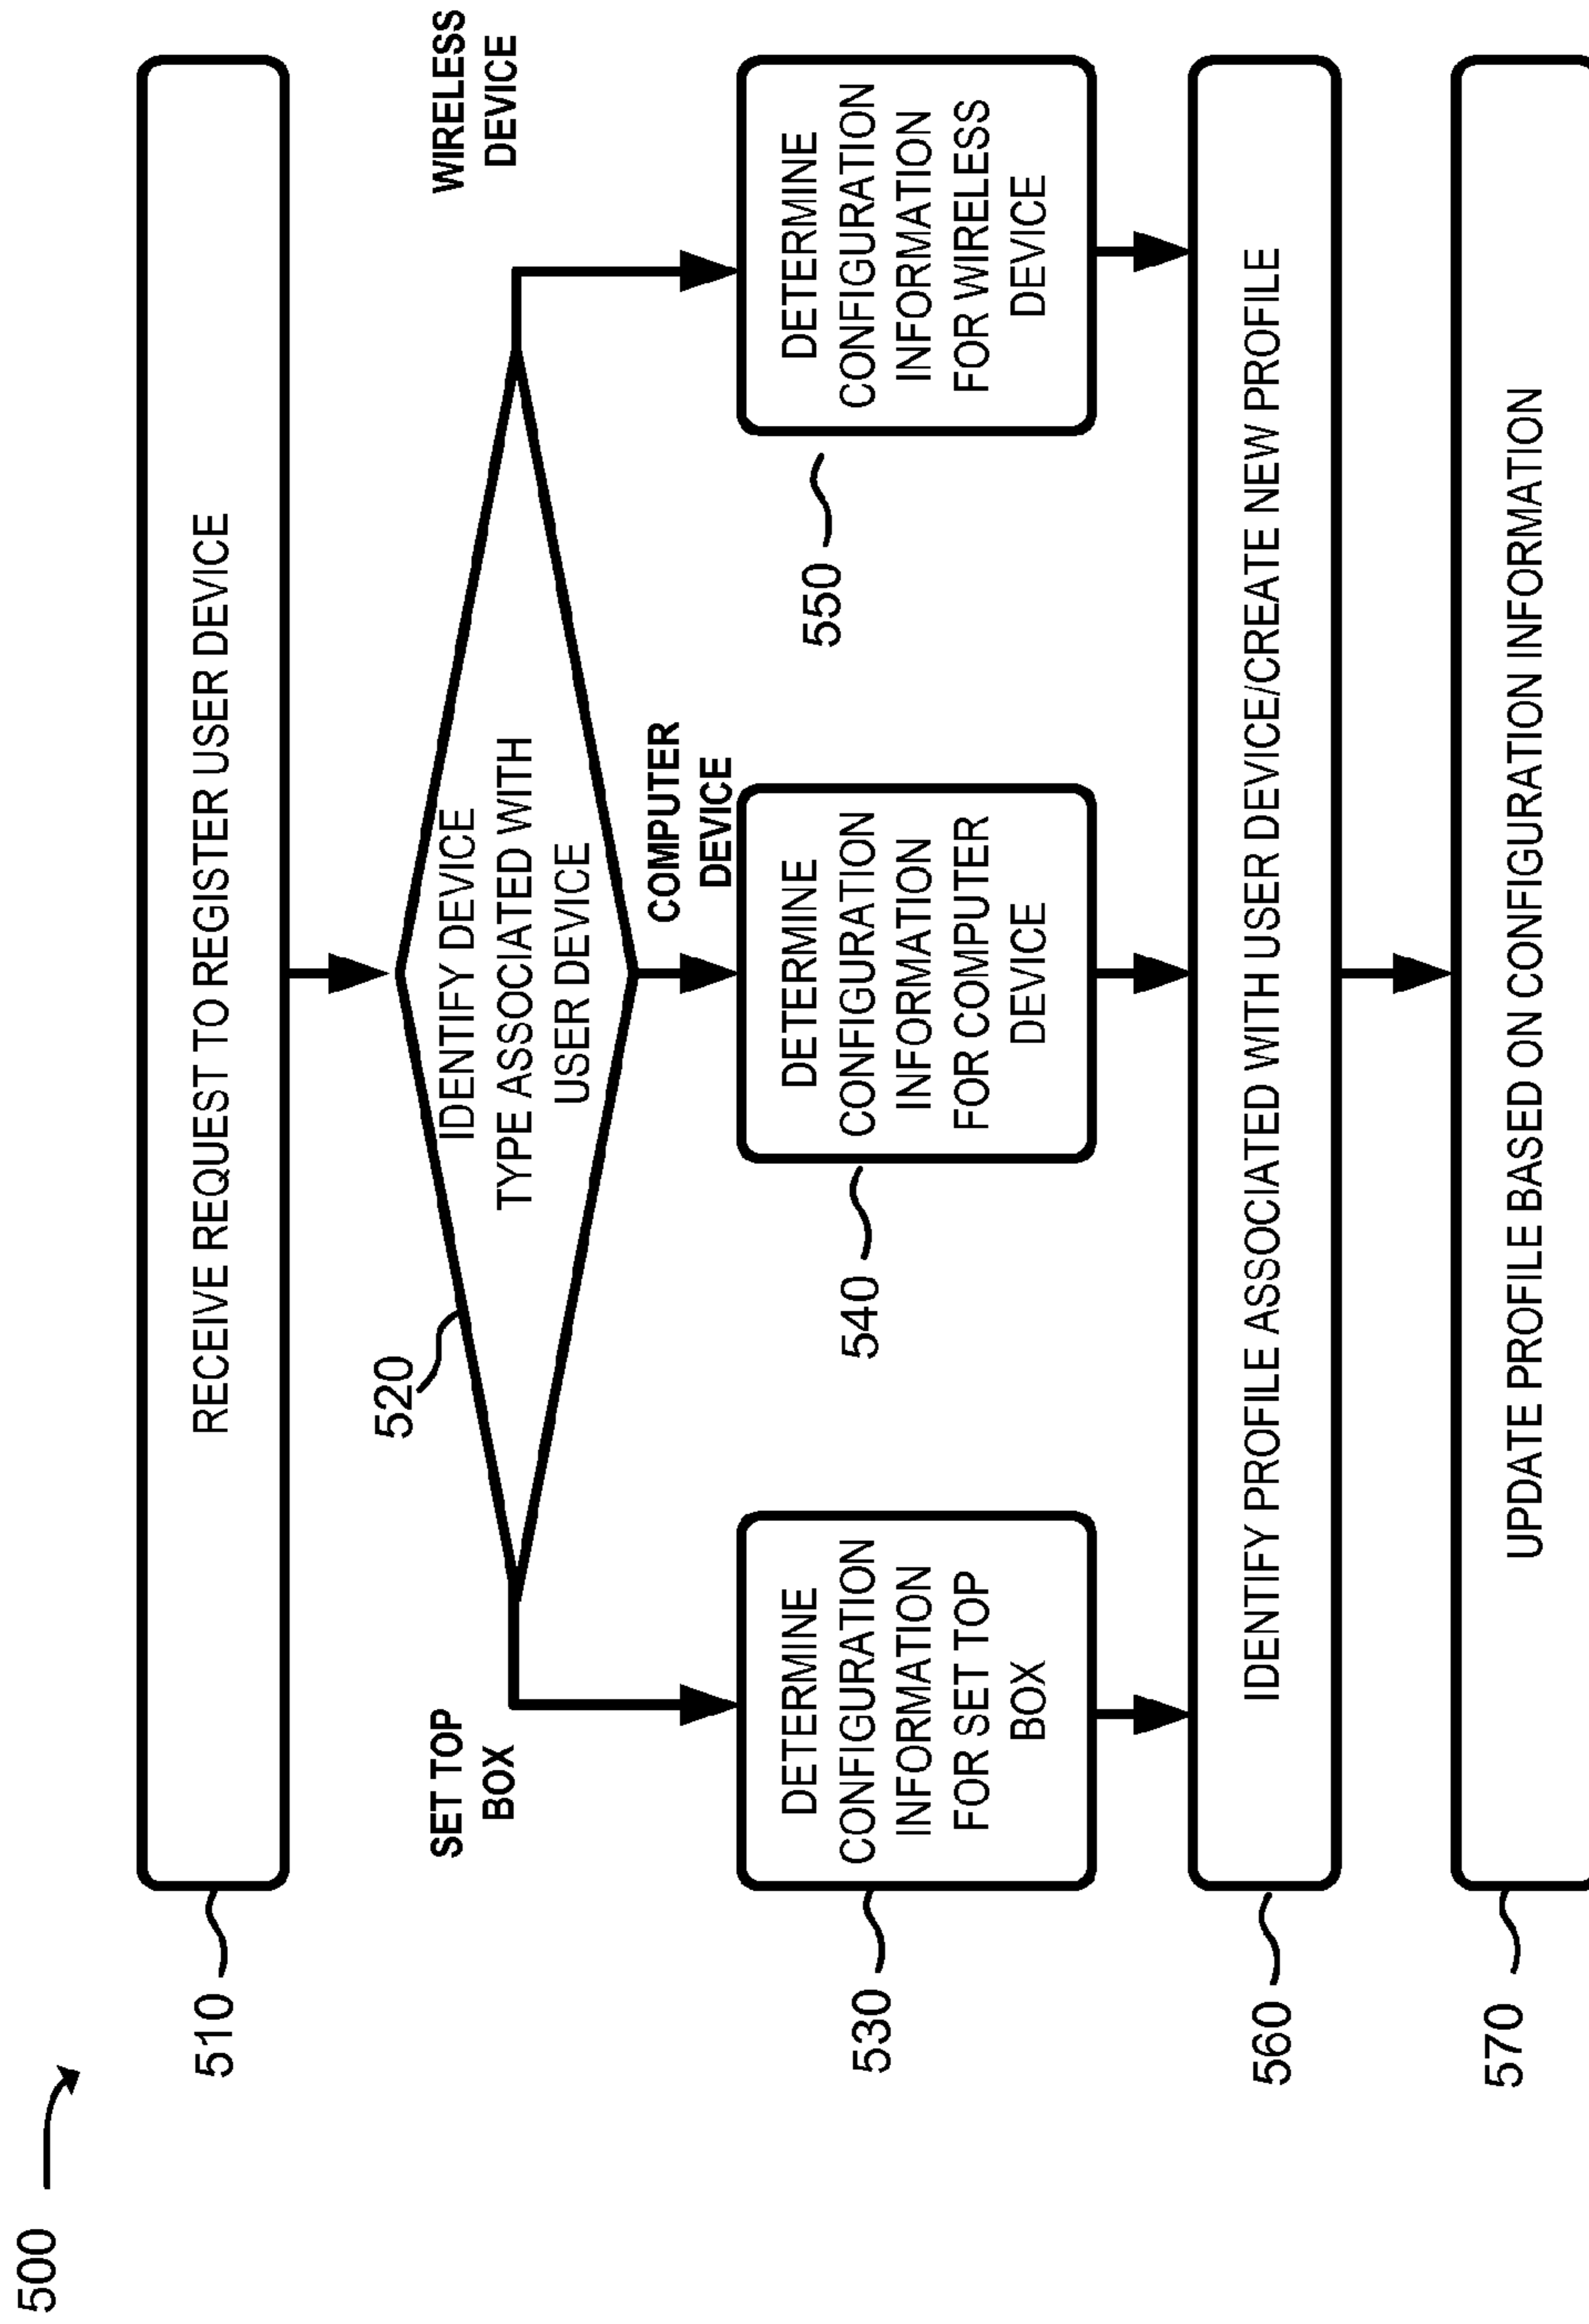 500
510
RECEIVE REQUEST TO REGISTER USER DEVICE
520
IDENTIFY DEVICE
TYPE ASSOCIATED WITH
USER DEVICE
SET TOP
BOX
COMPUTER
DEVICE
WIRELESS
DEVICE
530
DETERMINE
CONFIGURATION
INFORMATION
FOR SET TOP
BOX
540
DETERMINE
CONFIGURATION
INFORMATION
FOR COMPUTER
DEVICE
550
DETERMINE
CONFIGURATION
INFORMATION
FOR WIRELESS
DEVICE
560
IDENTIFY PROFILE ASSOCIATED WITH USER DEVICE/CREATE NEW PROFILE
570
UPDATE PROFILE BASED ON CONFIGURATION INFORMATION